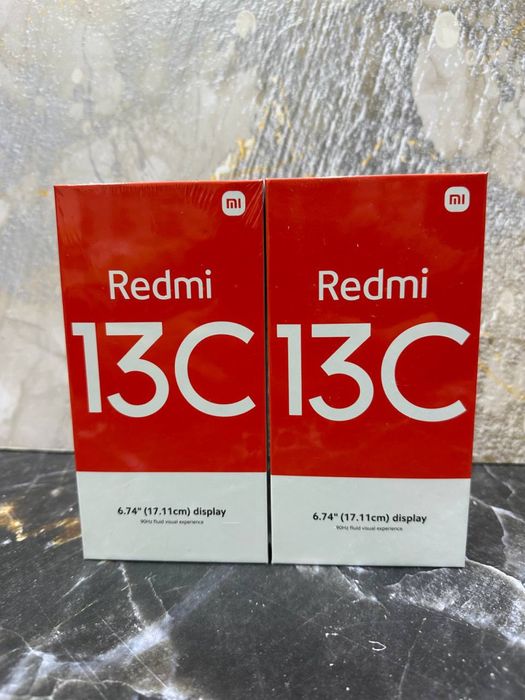 mi
Redmi
13C
6.74" (17.11cm) display
90Hz fluid visual experience
mi
Redmi
13C
6.74" (17.11cm) display
90Hz fluid visual experience